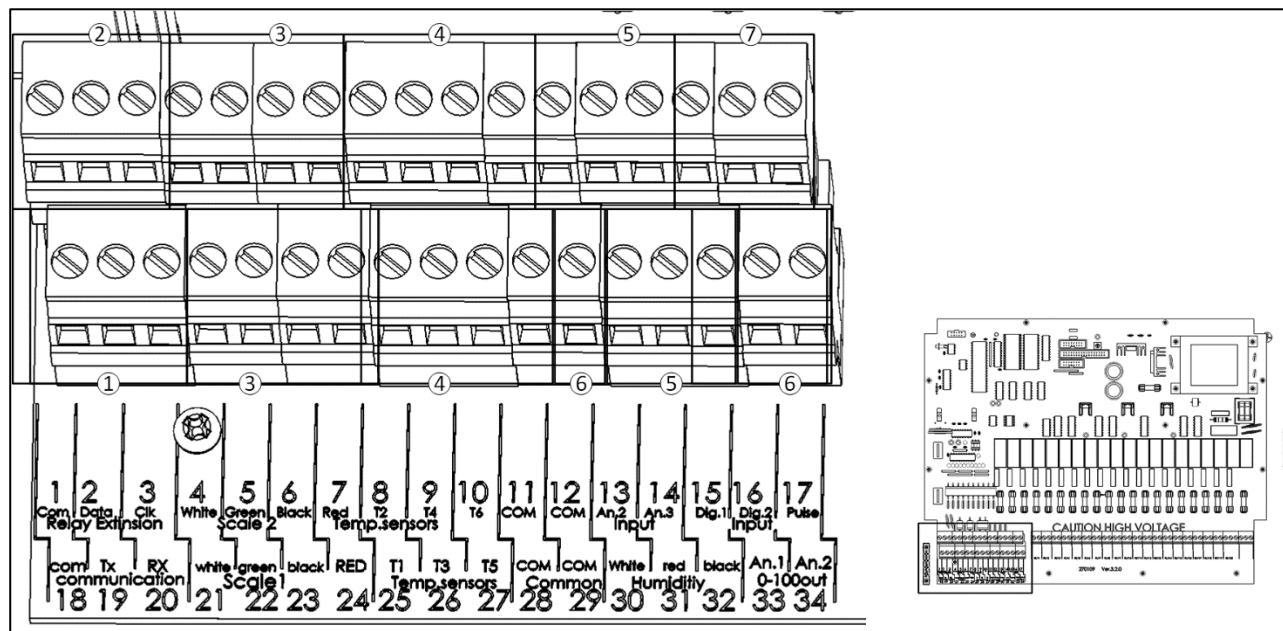 ② ③ ④ ⑤ ⑦
① ③ ④ ⑥ ⑤ ⑥
1 2 3 4 5 6 7 8 9 10 11 12 13 14 15 16 17
Com Data Clk White Green Black Red T2 T4 T6 COM COM An.2 An.3 Dig.1 Dig.2 Pulse
Relay Extinsion Scale 2 Temp.sensors Input Input
com Tx RX white green black RED T1 T3 T5 COM COM White red black An.1 An.2
communication Scale1 Temp.sensors Common Humiditiy 0-100out
18 19 20 21 22 23 24 25 26 27 28 29 30 31 32 33 34
CAUTION HIGH VOLTAGE
270109 Ver.3.2.0